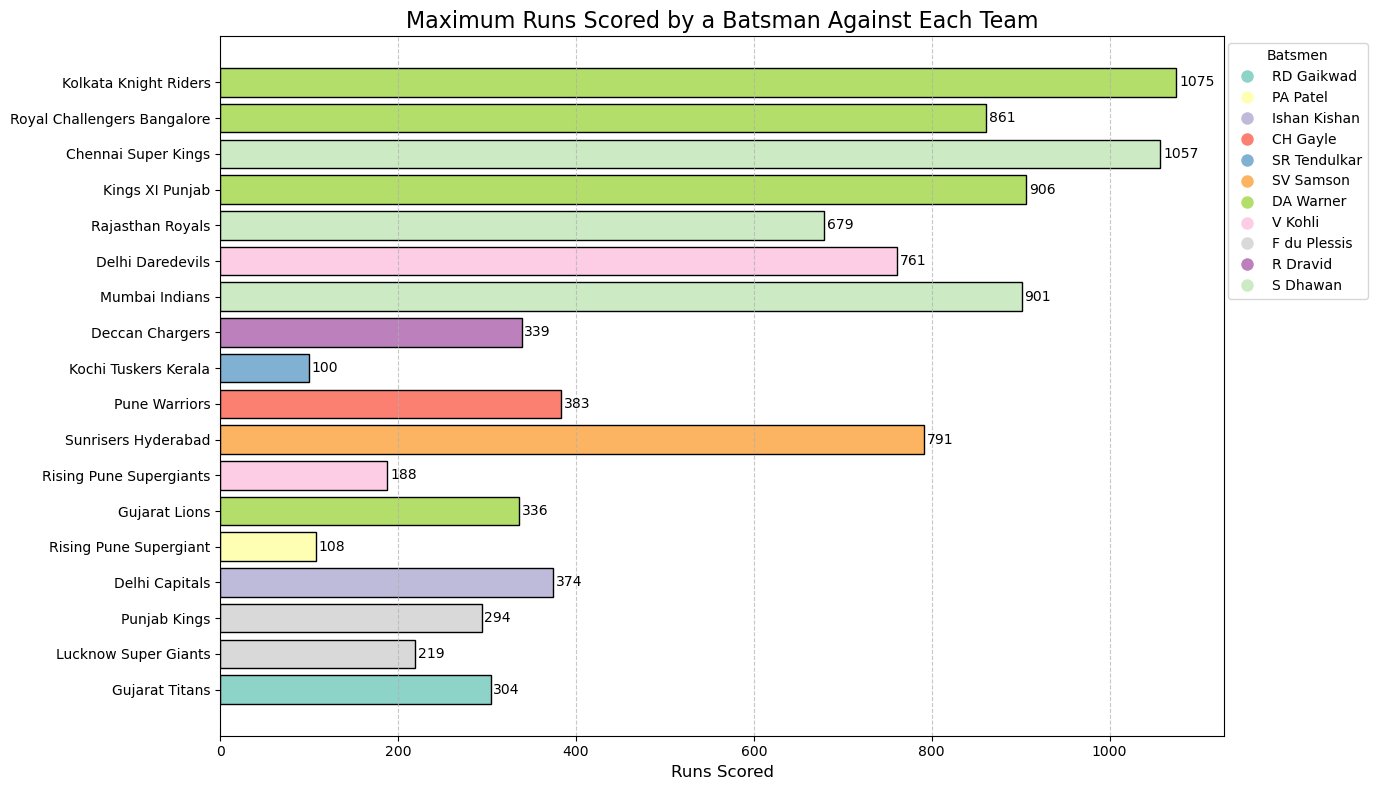 Maximum Runs Scored by a Batsman Against Each Team
Kolkata Knight Riders 1075
Royal Challengers Bangalore 861
Chennai Super Kings 1057
Kings XI Punjab 906
Rajasthan Royals 679
Delhi Daredevils 761
Mumbai Indians 901
Deccan Chargers 339
Kochi Tuskers Kerala 100
Pune Warriors 383
Sunrisers Hyderabad 791
Rising Pune Supergiants 188
Gujarat Lions 336
Rising Pune Supergiant 108
Delhi Capitals 374
Punjab Kings 294
Lucknow Super Giants 219
Gujarat Titans 304
0 200 400 600 800 1000
Runs Scored
Batsmen
RD Gaikwad
PA Patel
Ishan Kishan
CH Gayle
SR Tendulkar
SV Samson
DA Warner
V Kohli
F du Plessis
R Dravid
S Dhawan